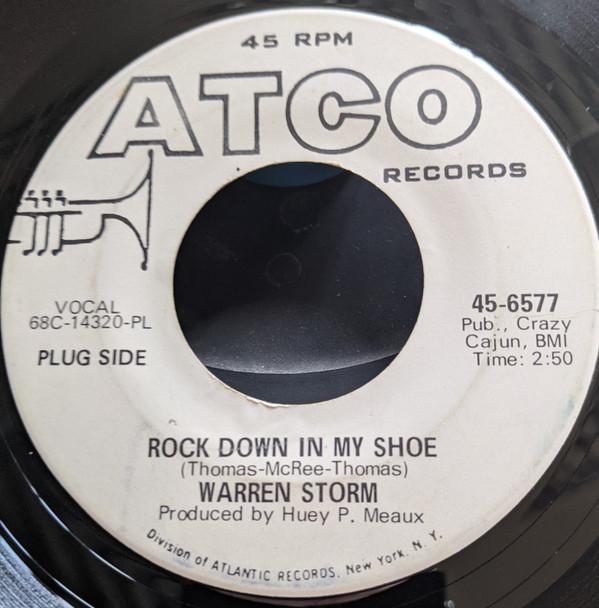 45 RPM
ATCO
RECORDS
VOCAL
68C-14320-PL
PLUG SIDE
45-6577
Pub., Crazy
Cajun, BMI
Time: 2:50
ROCK DOWN IN MY SHOE
(Thomas-McRee-Thomas)
WARREN STORM
Produced by Huey P. Meaux
Division of ATLANTIC RECORDS, New York, N. Y.